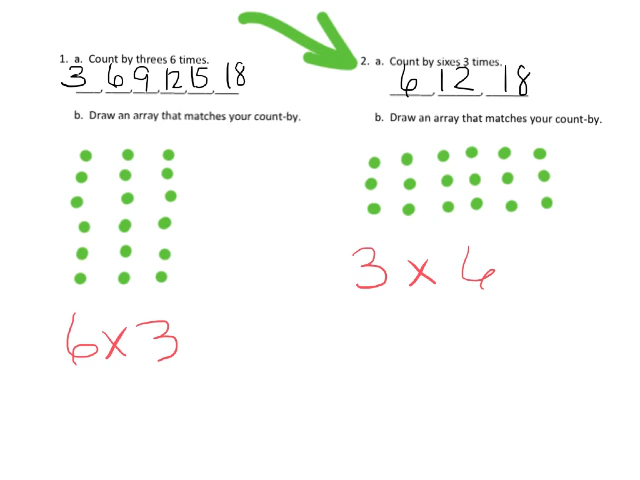 1. a. Count by threes 6 times.
3 6 9 12 15 18
b. Draw an array that matches your count-by.
6 x 3
2. a. Count by sixes 3 times.
6 12 18
b. Draw an array that matches your count-by.
3 x 6